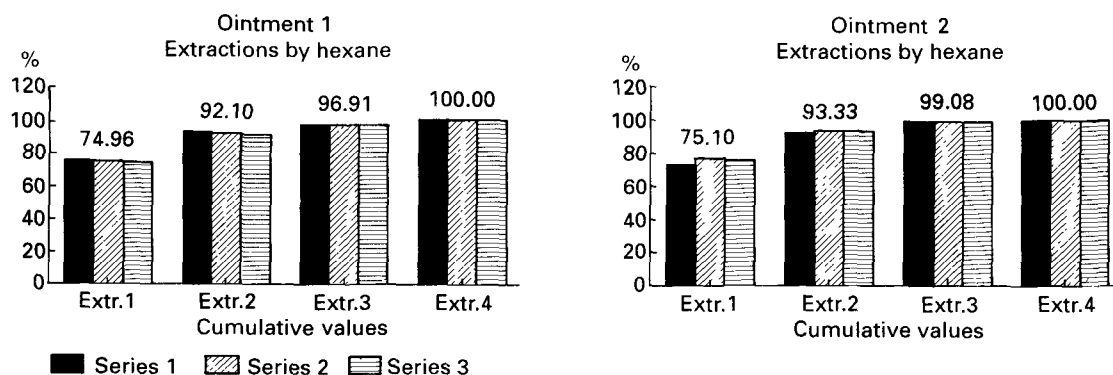 Ointment 1
Extractions by hexane
%
120
100
80
60
40
20
0
74.96
92.10
96.91
100.00
Extr.1 Extr.2 Extr.3 Extr.4
Cumulative values
Series 1 Series 2 Series 3
Ointment 2
Extractions by hexane
%
120
100
80
60
40
20
0
75.10
93.33
99.08
100.00
Extr.1 Extr.2 Extr.3 Extr.4
Cumulative values